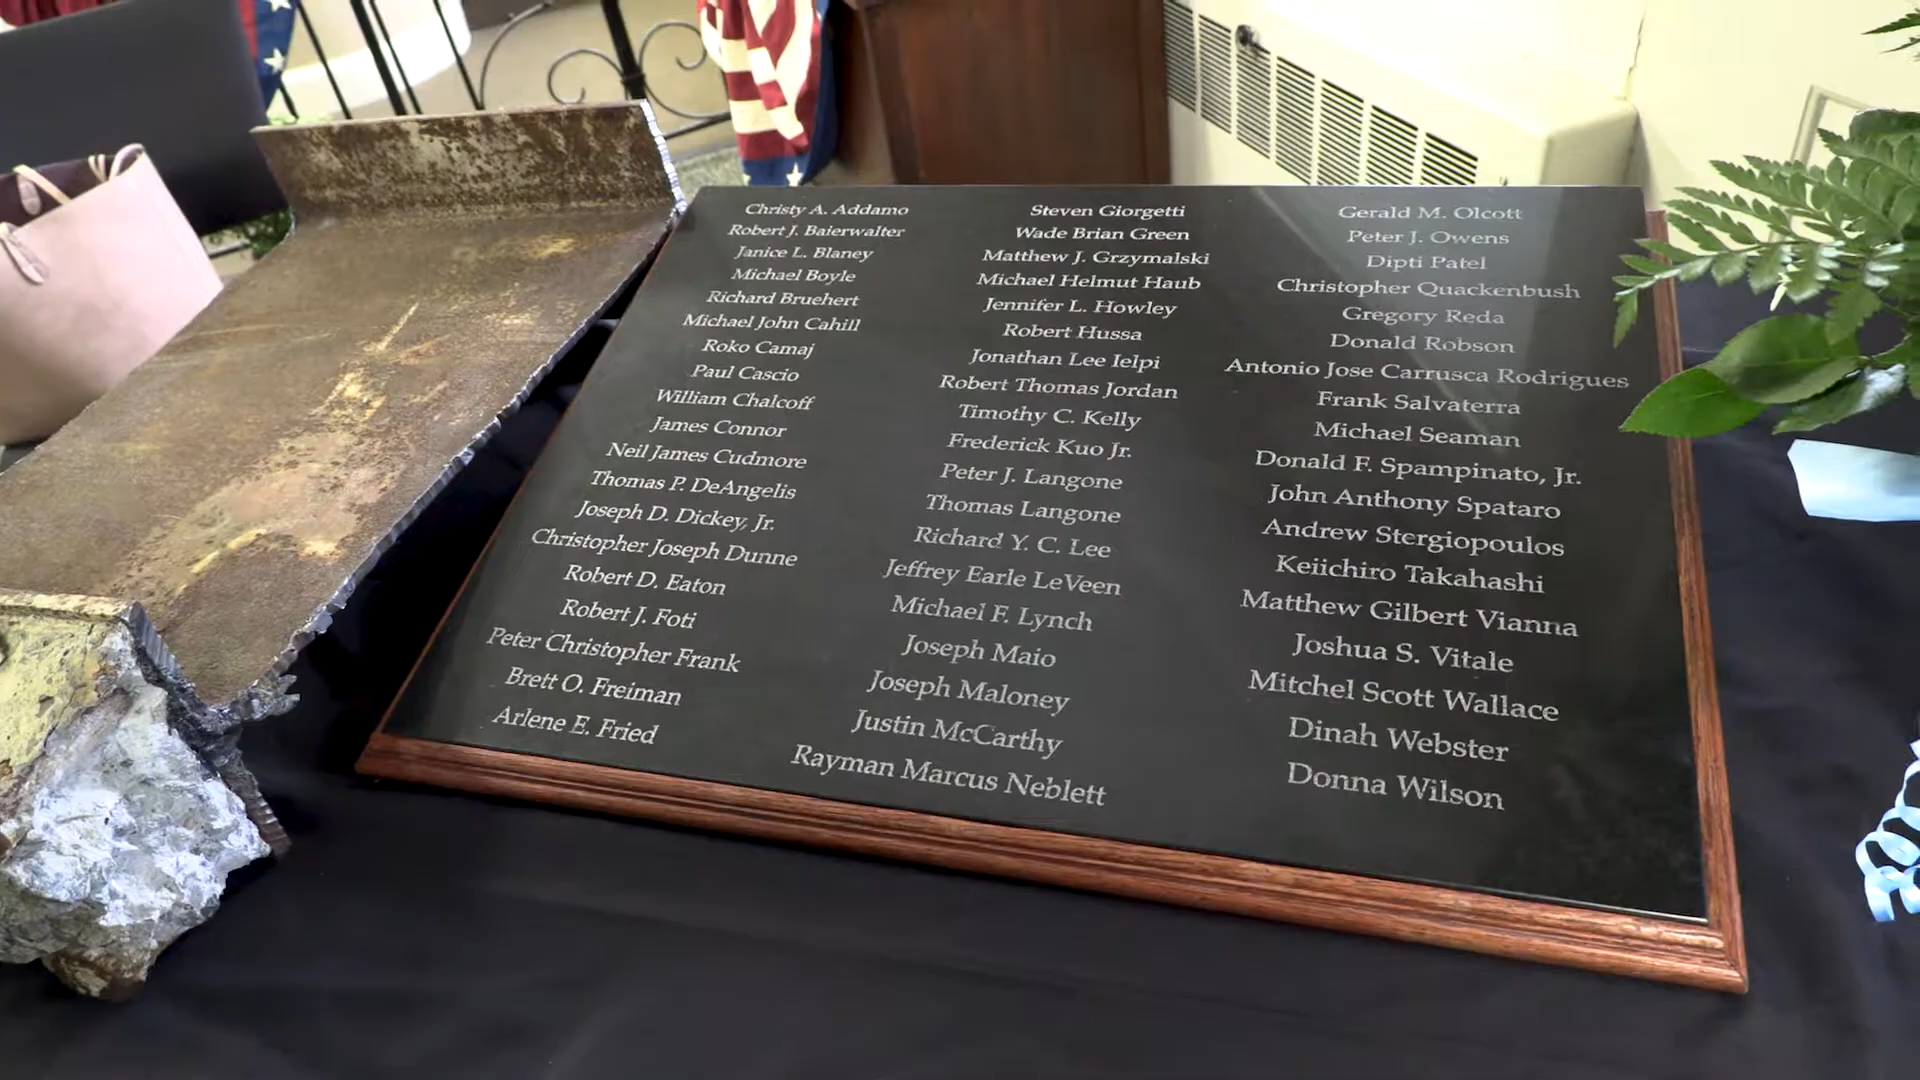 Christy A. Addamo
Robert J. Baierwalter
Janice L. Blaney
Michael Boyle
Richard Bruehert
Michael John Cahill
Roko Camaj
Paul Cascio
William Chalcoff
James Connor
Neil James Cudmore
Thomas P. DeAngelis
Joseph D. Dickey, Jr.
Christopher Joseph Dunne
Robert D. Eaton
Robert J. Foti
Peter Christopher Frank
Brett O. Freiman
Arlene E. Fried
Steven Giorgetti
Wade Brian Green
Matthew J. Grzymalski
Michael Helmut Haub
Jennifer L. Howley
Robert Hussa
Jonathan Lee Ielpi
Robert Thomas Jordan
Timothy C. Kelly
Frederick Kuo Jr.
Peter J. Langone
Thomas Langone
Richard Y. C. Lee
Jeffrey Earle LeVeen
Michael F. Lynch
Joseph Maio
Joseph Maloney
Justin McCarthy
Rayman Marcus Neblett
Gerald M. Olcott
Peter J. Owens
Dipti Patel
Christopher Quackenbush
Gregory Reda
Donald Robson
Antonio Jose Carrusca Rodrigues
Frank Salvaterra
Michael Seaman
Donald F. Spampinato, Jr.
John Anthony Spataro
Andrew Stergiopoulos
Keiichiro Takahashi
Matthew Gilbert Vianna
Joshua S. Vitale
Mitchel Scott Wallace
Dinah Webster
Donna Wilson